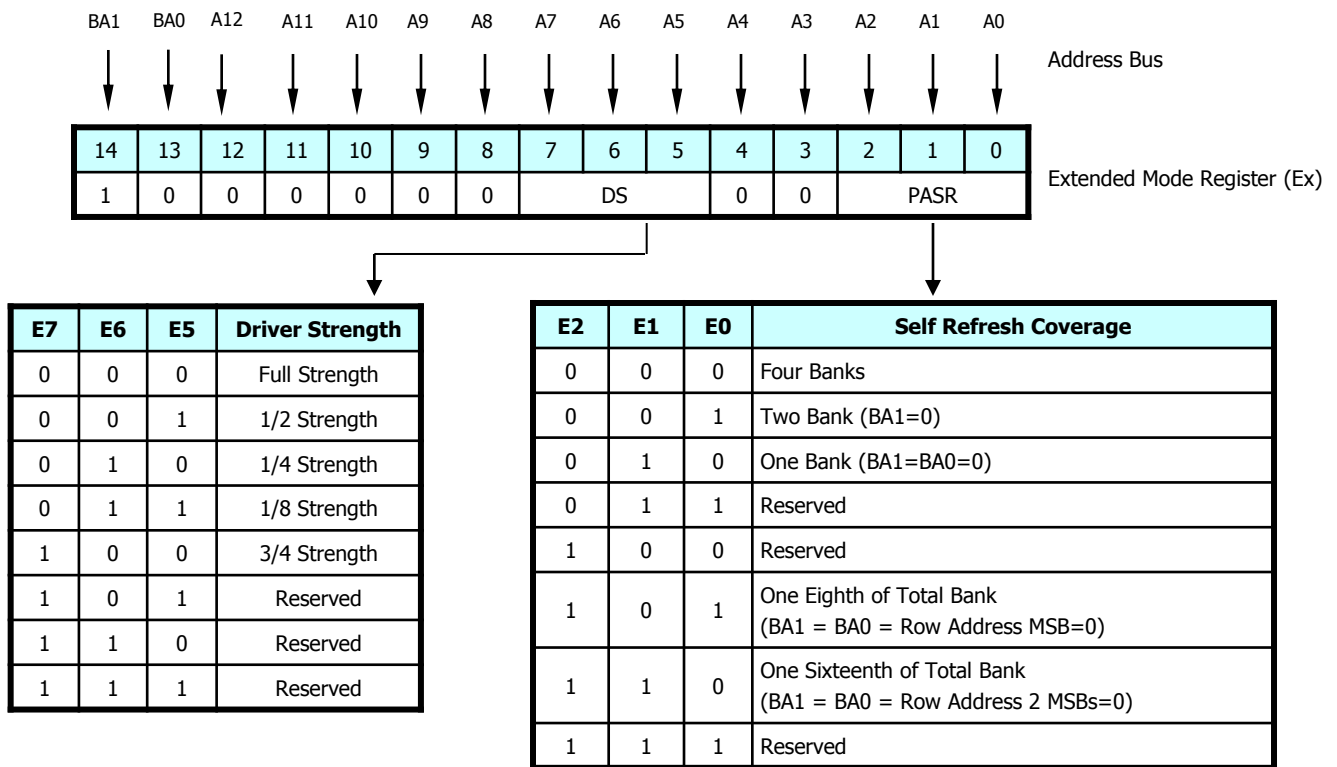 BA1 BA0 A12 A11 A10 A9 A8 A7 A6 A5 A4 A3 A2 A1 A0
Address Bus
14 13 12 11 10 9 8 7 6 5 4 3 2 1 0
1 0 0 0 0 0 0 DS 0 0 PASR
Extended Mode Register (Ex)
E7 E6 E5 Driver Strength
0 0 0 Full Strength
0 0 1 1/2 Strength
0 1 0 1/4 Strength
0 1 1 1/8 Strength
1 0 0 3/4 Strength
1 0 1 Reserved
1 1 0 Reserved
1 1 1 Reserved
E2 E1 E0 Self Refresh Coverage
0 0 0 Four Banks
0 0 1 Two Bank (BA1=0)
0 1 0 One Bank (BA1=BA0=0)
0 1 1 Reserved
1 0 0 Reserved
1 0 1 One Eighth of Total Bank
(BA1 = BA0 = Row Address MSB=0)
1 1 0 One Sixteenth of Total Bank
(BA1 = BA0 = Row Address 2 MSBs=0)
1 1 1 Reserved